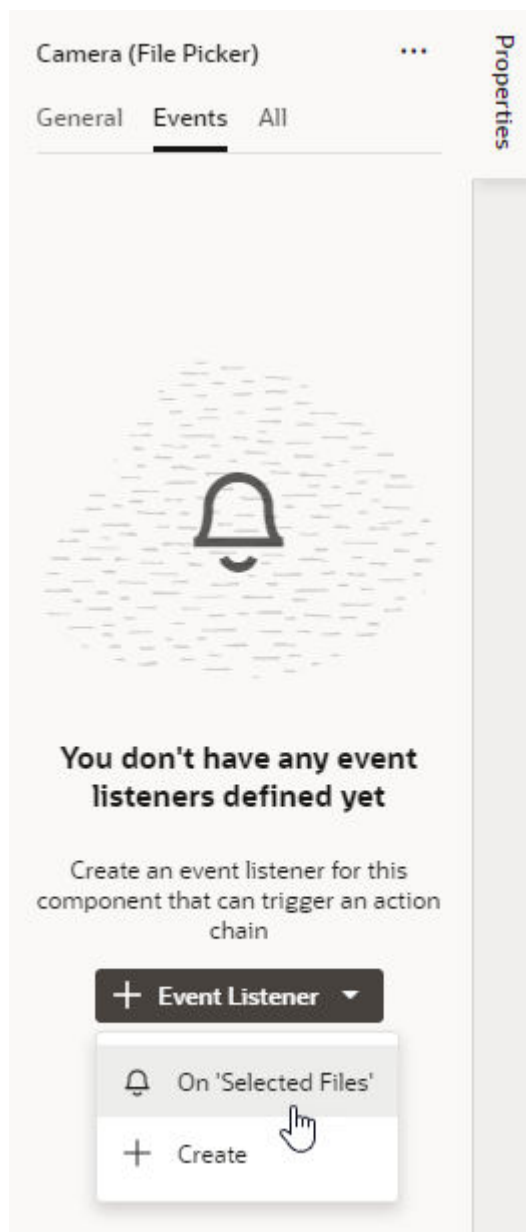 Camera (File Picker)
Properties
General Events All
You don't have any event
listeners defined yet
Create an event listener for this
component that can trigger an action
chain
Event Listener
On 'Selected Files'
Create